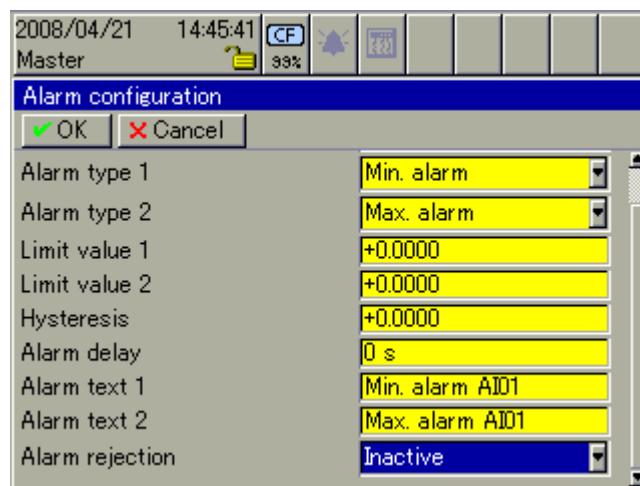 2008/04/21 14:45:41 CF
Master 99%
Alarm configuration
OK Cancel
Alarm type 1 Min. alarm
Alarm type 2 Max. alarm
Limit value 1 +0.0000
Limit value 2 +0.0000
Hysteresis +0.0000
Alarm delay 0 s
Alarm text 1 Min. alarm AI01
Alarm text 2 Max. alarm AI01
Alarm rejection Inactive